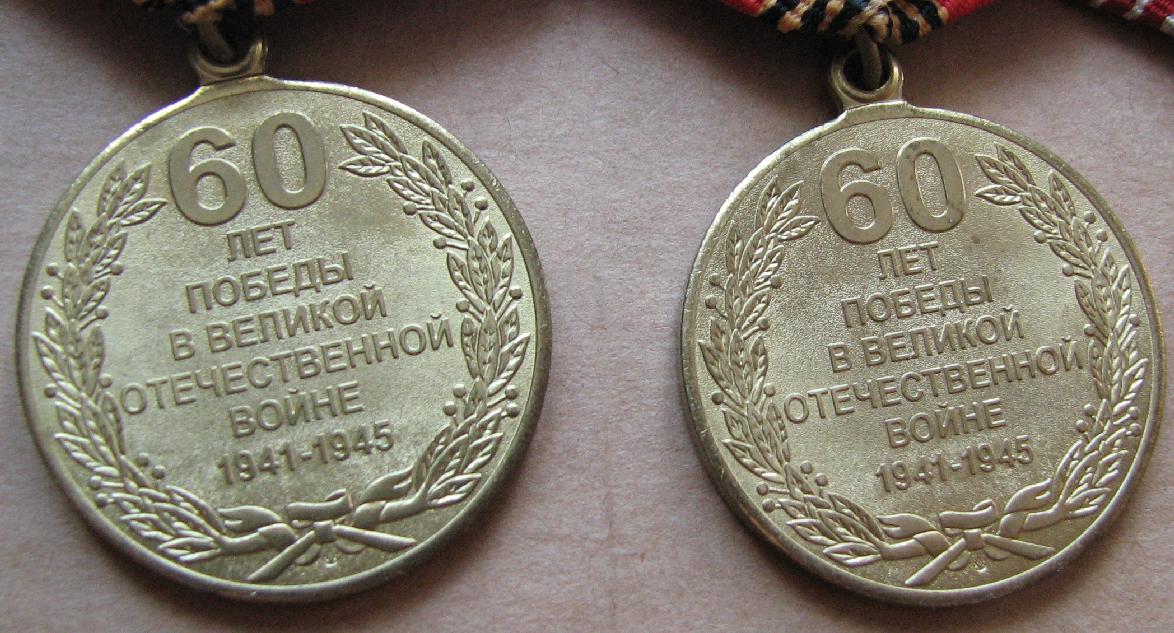 60
ЛЕТ
ПОБЕДЫ
В ВЕЛИКОЙ
ОТЕЧЕСТВЕННОЙ
ВОЙНЕ
1941-1945
60
ЛЕТ
ПОБЕДЫ
В ВЕЛИКОЙ
ОТЕЧЕСТВЕННОЙ
ВОЙНЕ
1941-1945